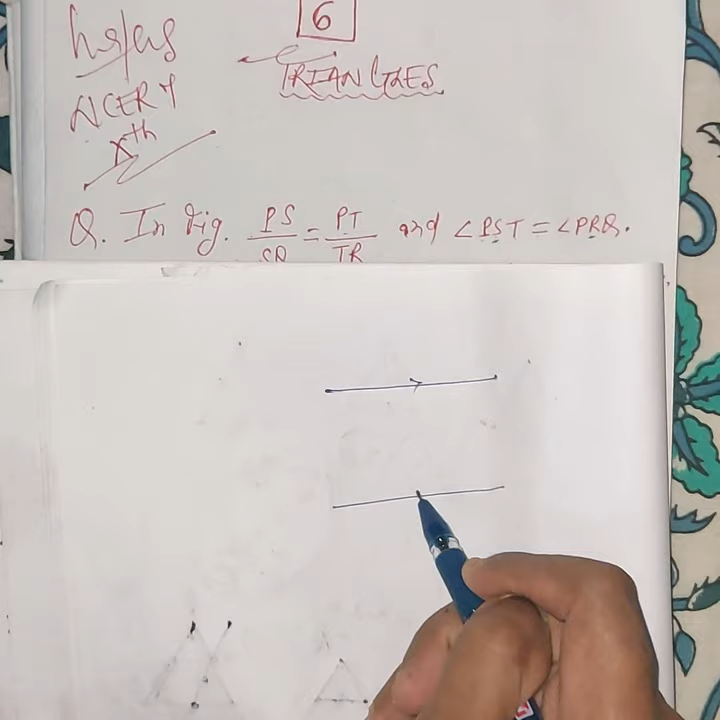 6
TRIANGLES
NCERT
Xth
Q. In fig. PS/SQ = PT/TR and ∠PST = ∠PRQ.